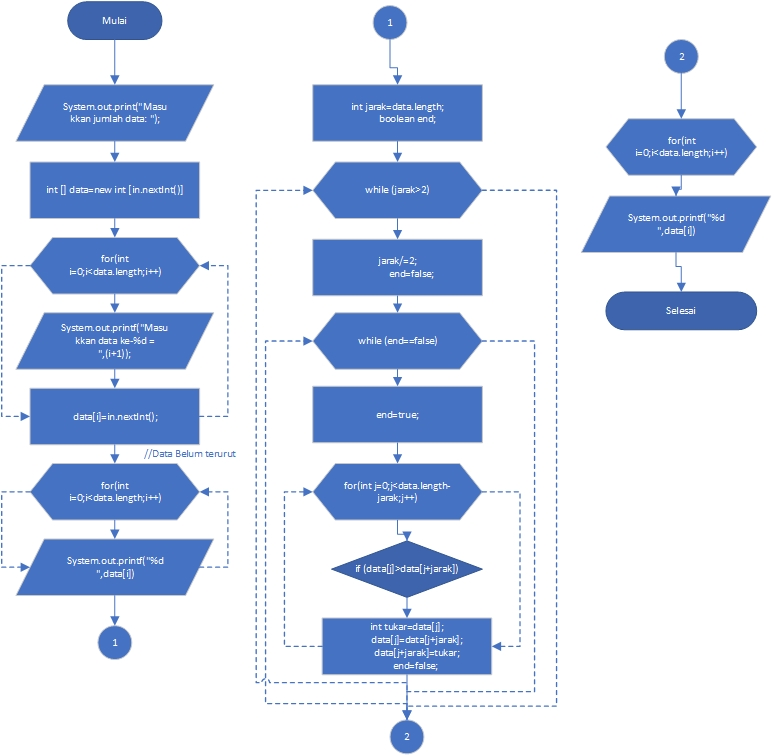 Mulai
System.out.print("Masu
kkan jumlah data: ");
int [] data=new int [in.nextInt()]
for(int
i=0;i<data.length;i++)
System.out.printf("Masu
kkan data ke-%d =
",(i+1));
data[i]=in.nextInt();
//Data Belum terurut
for(int
i=0;i<data.length;i++)
System.out.printf("%d
",data[i])
1
1
int jarak=data.length;
boolean end;
while (jarak>2)
jarak/=2;
end=false;
while (end==false)
end=true;
for(int j=0;j<data.length-
jarak;j++)
if (data[j]>data[j+jarak])
int tukar=data[j];
data[j]=data[j+jarak];
data[j+jarak]=tukar;
end=false;
2
2
for(int
i=0;i<data.length;i++)
System.out.printf("%d
",data[i])
Selesai